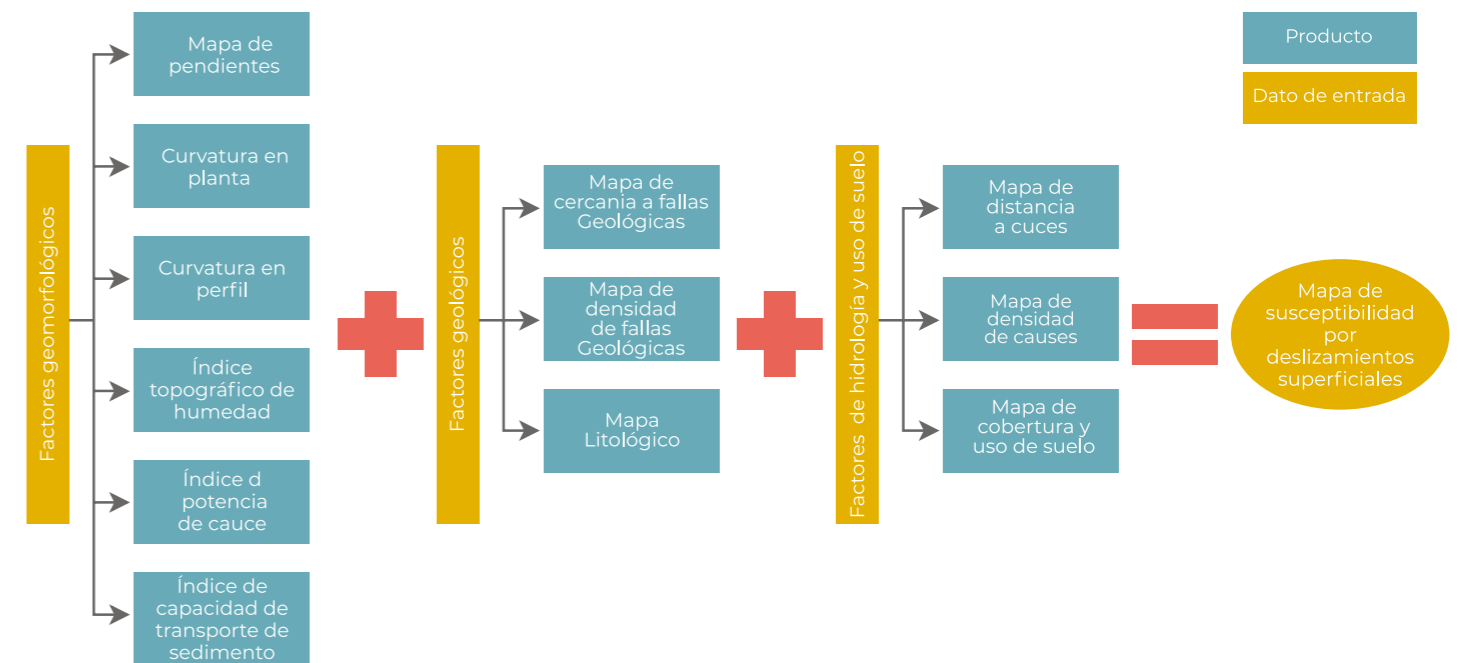 Factores geomorfológicos
Mapa de
pendientes
Curvatura en
planta
Curvatura en
perfil
Índice
topográfico de
humedad
Índice d
potencia
de cauce
Índice de
capacidad de
transporte de
sedimento
Factores geológicos
Mapa de
cercania a fallas
Geológicas
Mapa de
densidad
de fallas
Geológicas
Mapa
Litológico
Factores de hidrología y uso de suelo
Mapa de
distancia
a cuces
Mapa de
densidad
de causes
Mapa de
cobertura y
uso de suelo
Mapa de
susceptibilidad
por
deslizamientos
superficiales
Producto
Dato de entrada